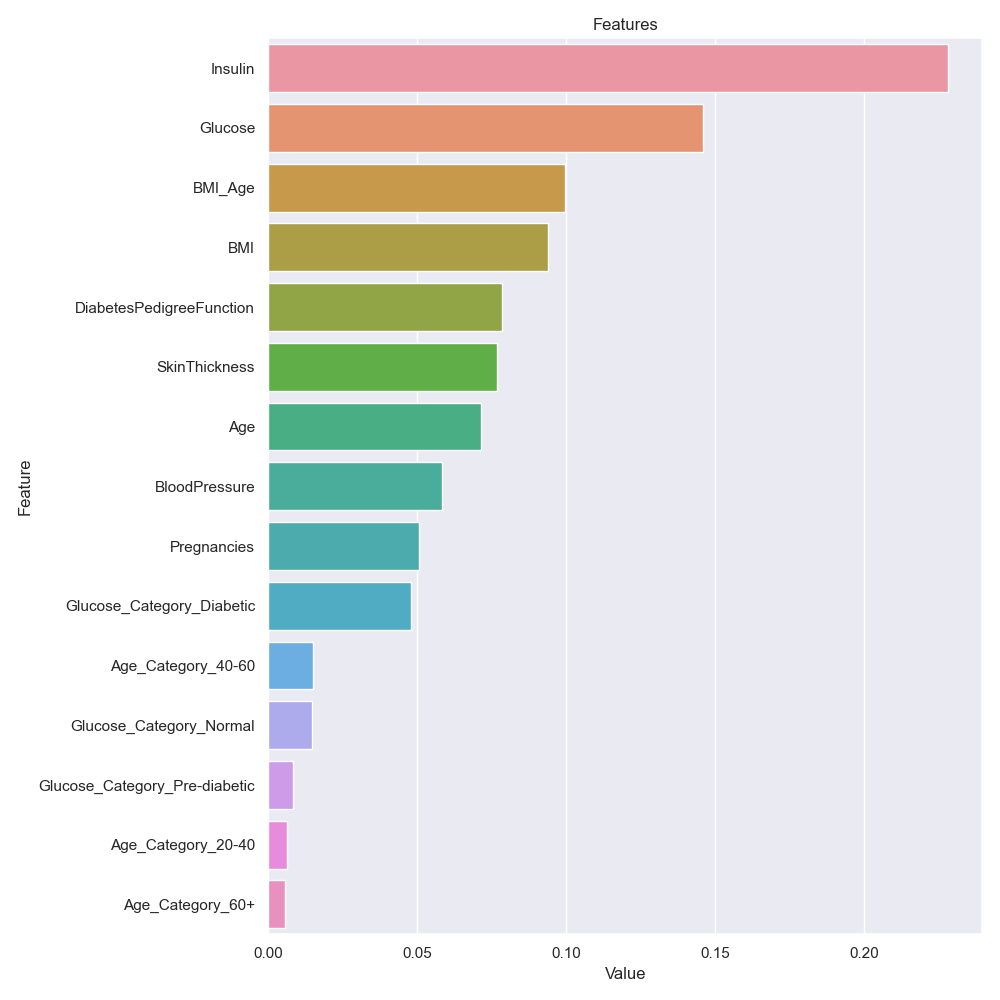 Features
Insulin
Glucose
BMI_Age
BMI
DiabetesPedigreeFunction
SkinThickness
Age
BloodPressure
Pregnancies
Glucose_Category_Diabetic
Age_Category_40-60
Glucose_Category_Normal
Glucose_Category_Pre-diabetic
Age_Category_20-40
Age_Category_60+
Feature
0.00 0.05 0.10 0.15 0.20
Value